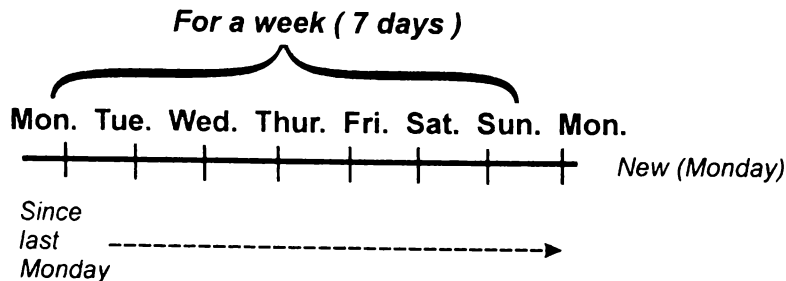 For a week ( 7 days )
Mon. Tue. Wed. Thur. Fri. Sat. Sun. Mon.
New (Monday)
Since
last
Monday